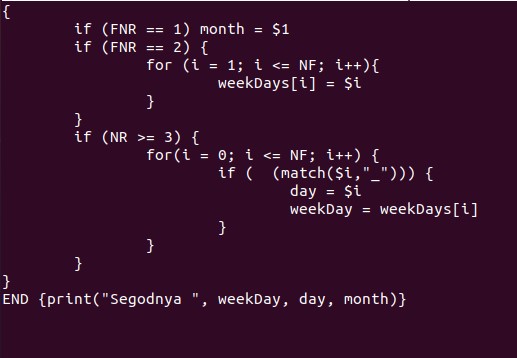 {
        if (FNR == 1) month = $1
        if (FNR == 2) {
                for (i = 1; i <= NF; i++){
                        weekDays[i] = $i
                }
        }
        if (NR >= 3) {
                for(i = 0; i <= NF; i++) {
                        if (  (match($i,"_"))) {
                                day = $i
                                weekDay = weekDays[i]
                        }
                }
        }
}
END {print("Segodnya ", weekDay, day, month)}